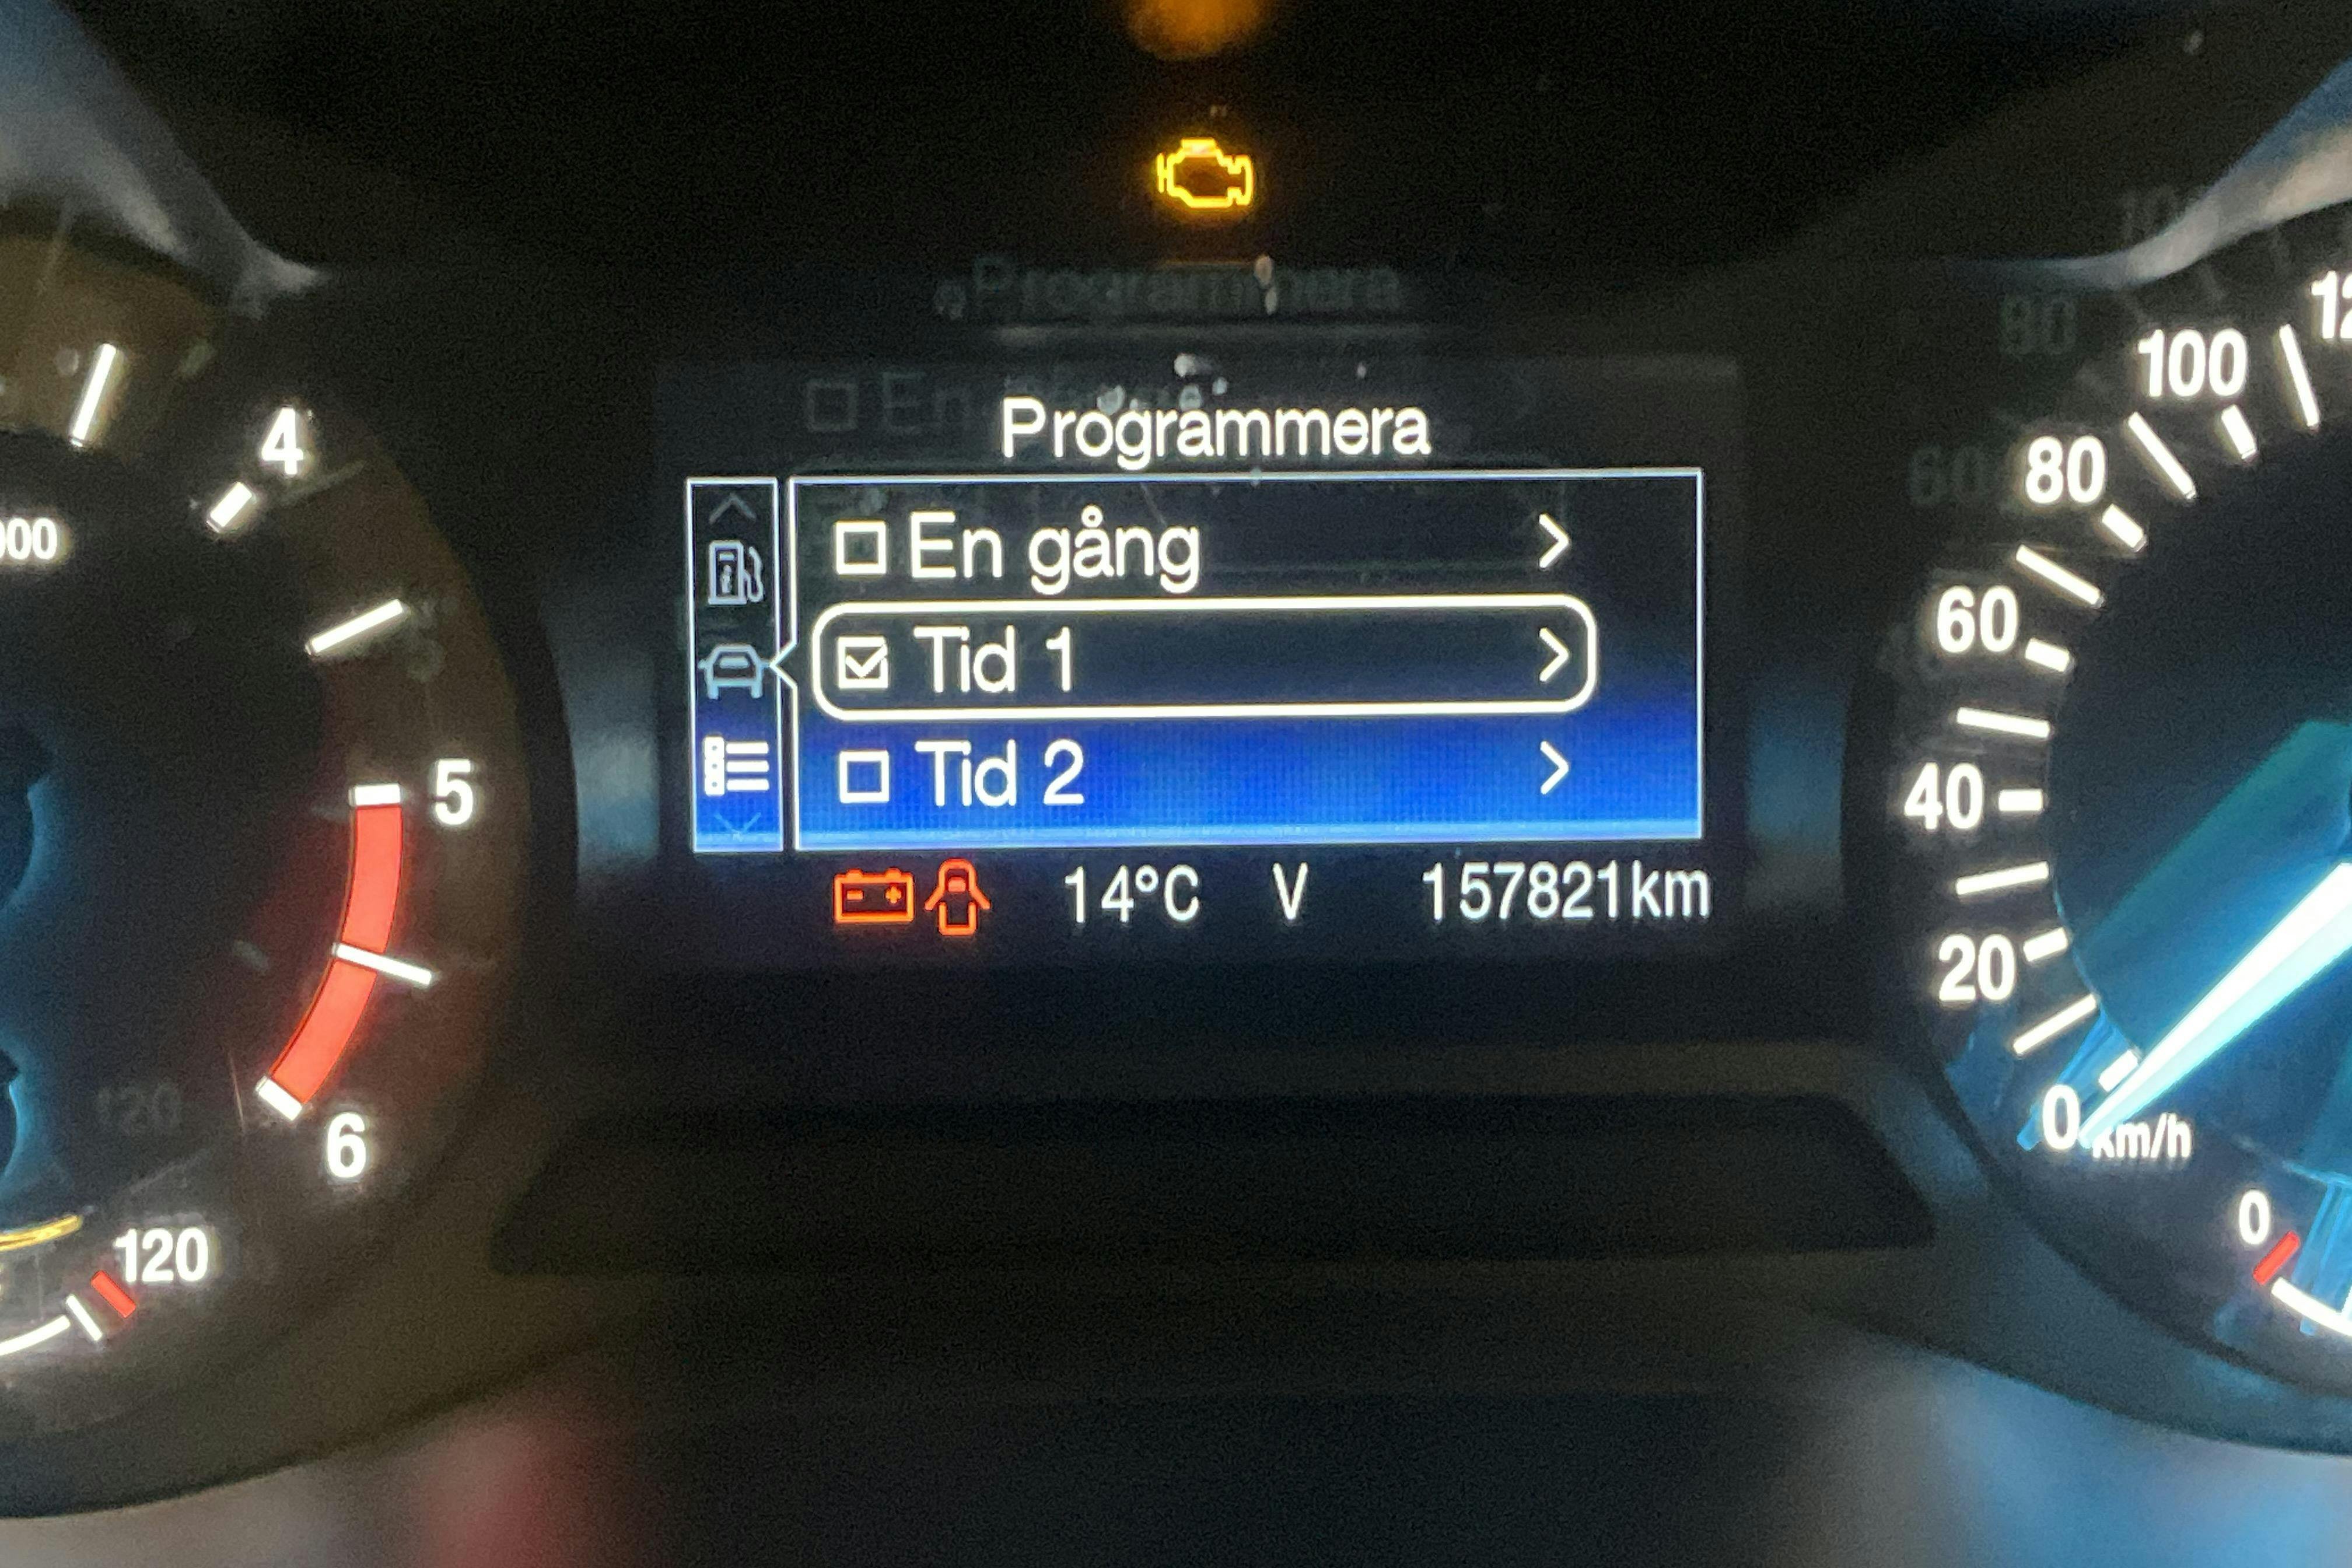 Programmera
En gång
Tid 1
Tid 2
14°C V 157821km
4
5
6
120
100
80
60
40
20
0
km/h
0